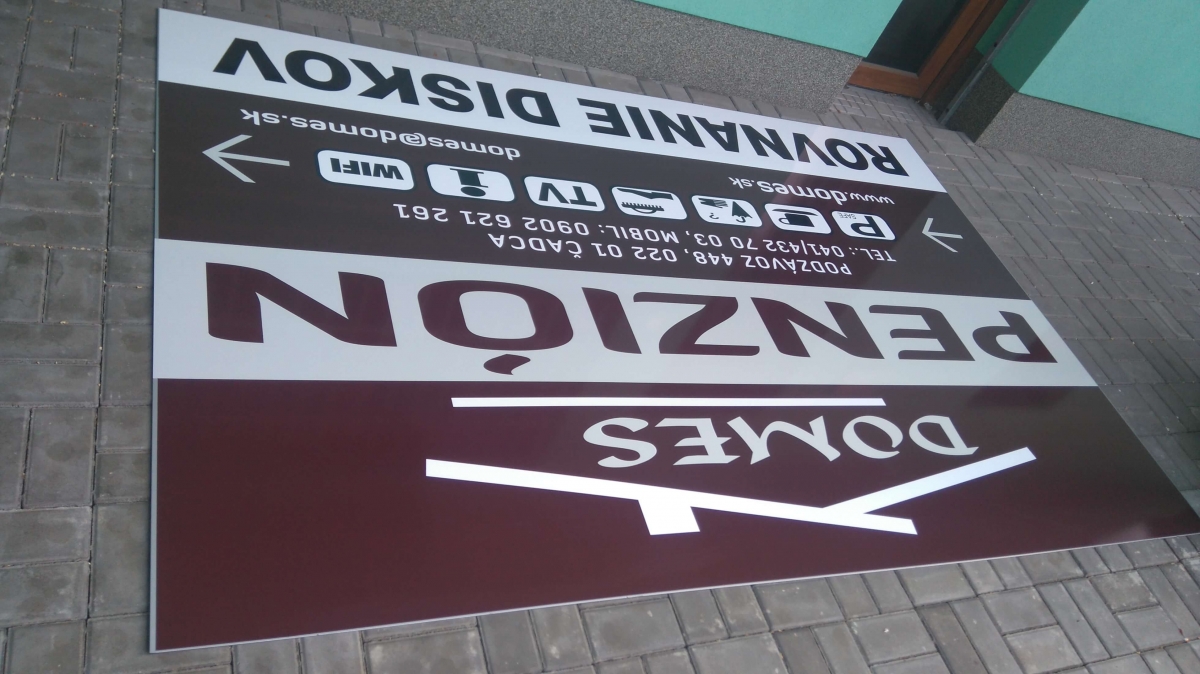 DOMES
PENZIÓN
PODZÁVOZ 448, 022 01 ČADCA
TEL.: 041/432 70 03, MOBIL: 0902 621 261
P SAFE ? TV i WIFI
www.domes.sk domes@domes.sk
ROVNANIE DISKOV